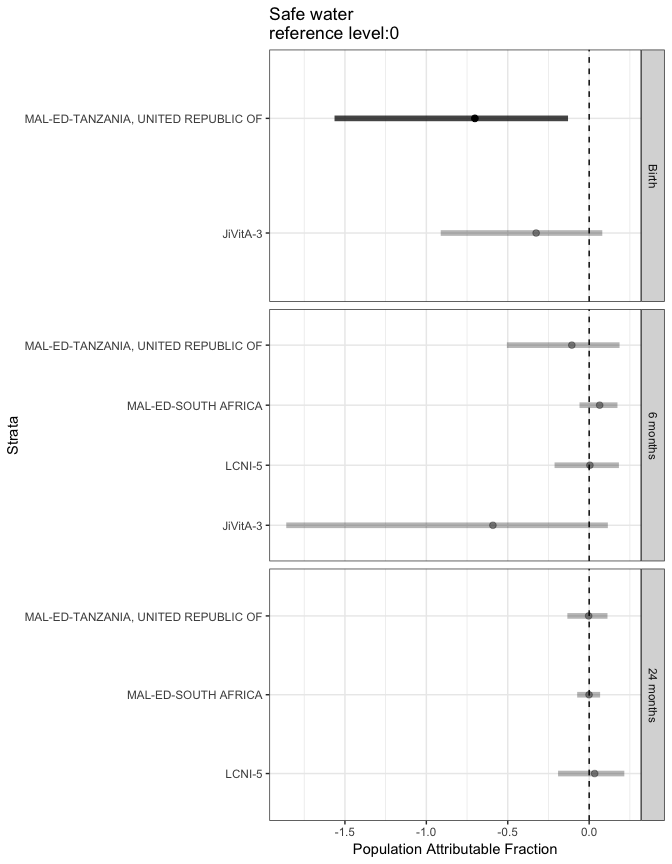 Safe water
reference level:0
MAL-ED-TANZANIA, UNITED REPUBLIC OF
JiVitA-3
Birth
MAL-ED-TANZANIA, UNITED REPUBLIC OF
MAL-ED-SOUTH AFRICA
LCNI-5
JiVitA-3
6 months
MAL-ED-TANZANIA, UNITED REPUBLIC OF
MAL-ED-SOUTH AFRICA
LCNI-5
24 months
Strata
-1.5 -1.0 -0.5 0.0
Population Attributable Fraction